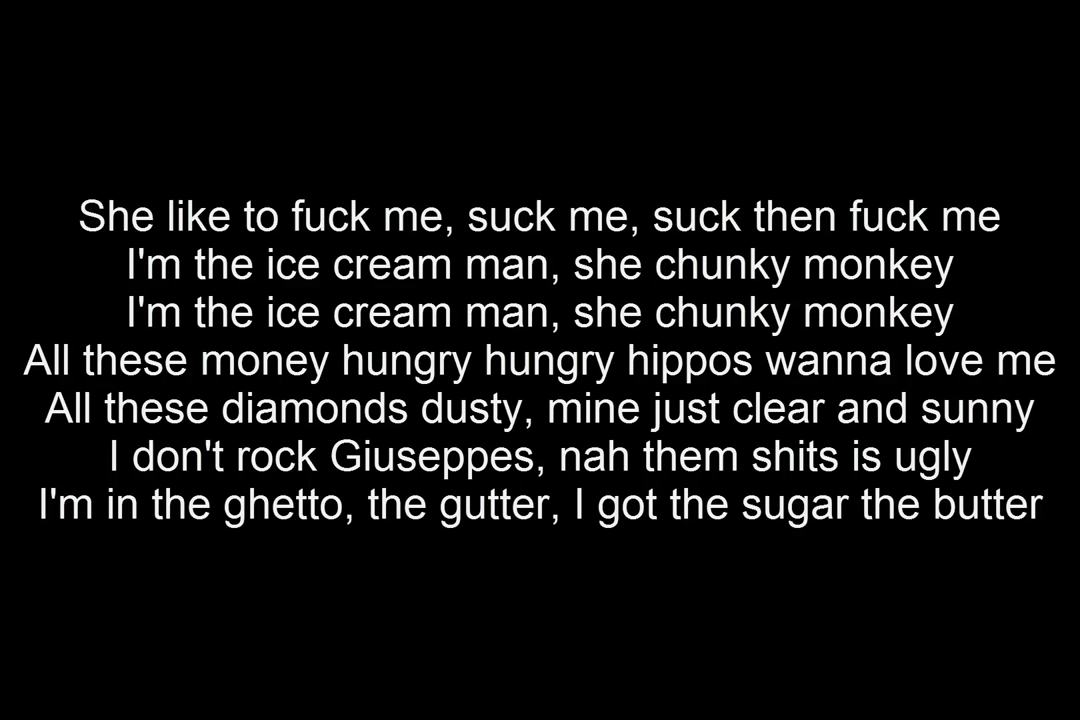 She like to fuck me, suck me, suck then fuck me
I'm the ice cream man, she chunky monkey
I'm the ice cream man, she chunky monkey
All these money hungry hungry hippos wanna love me
All these diamonds dusty, mine just clear and sunny
I don't rock Giuseppes, nah them shits is ugly
I'm in the ghetto, the gutter, I got the sugar the butter